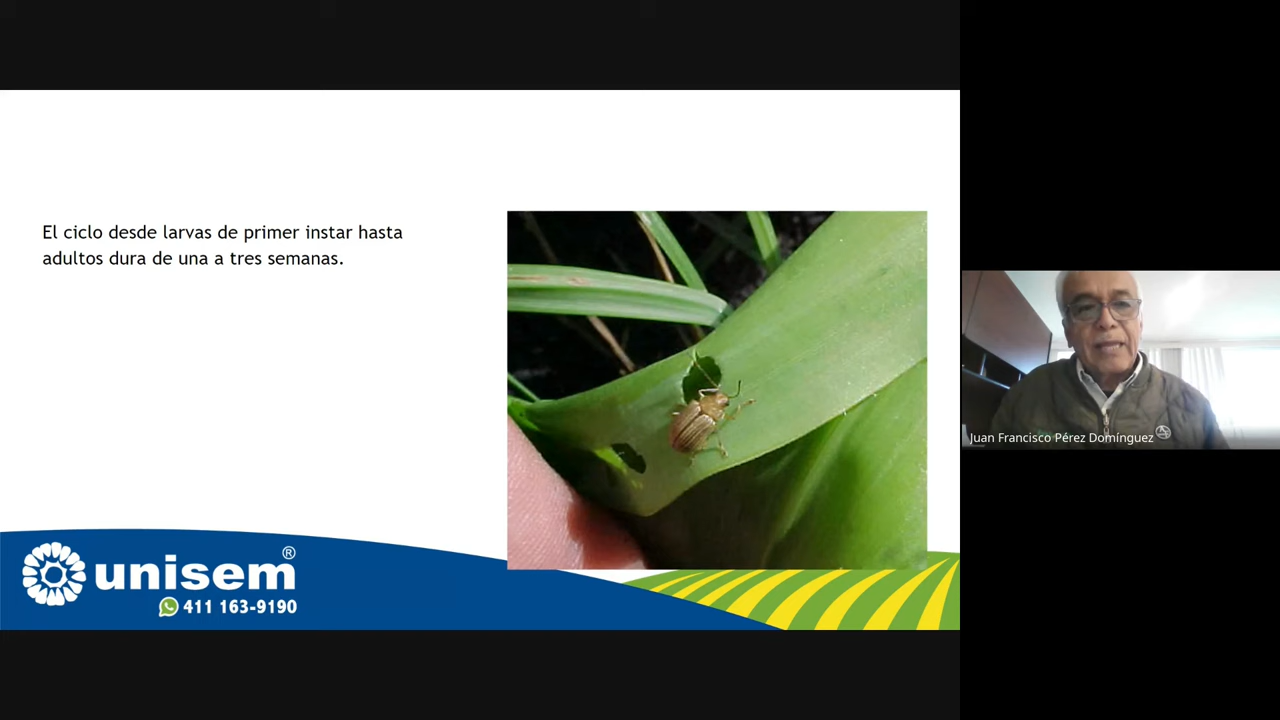 El ciclo desde larvas de primer instar hasta
adultos dura de una a tres semanas.
unisem®
411 163-9190
Juan Francisco Pérez Domínguez